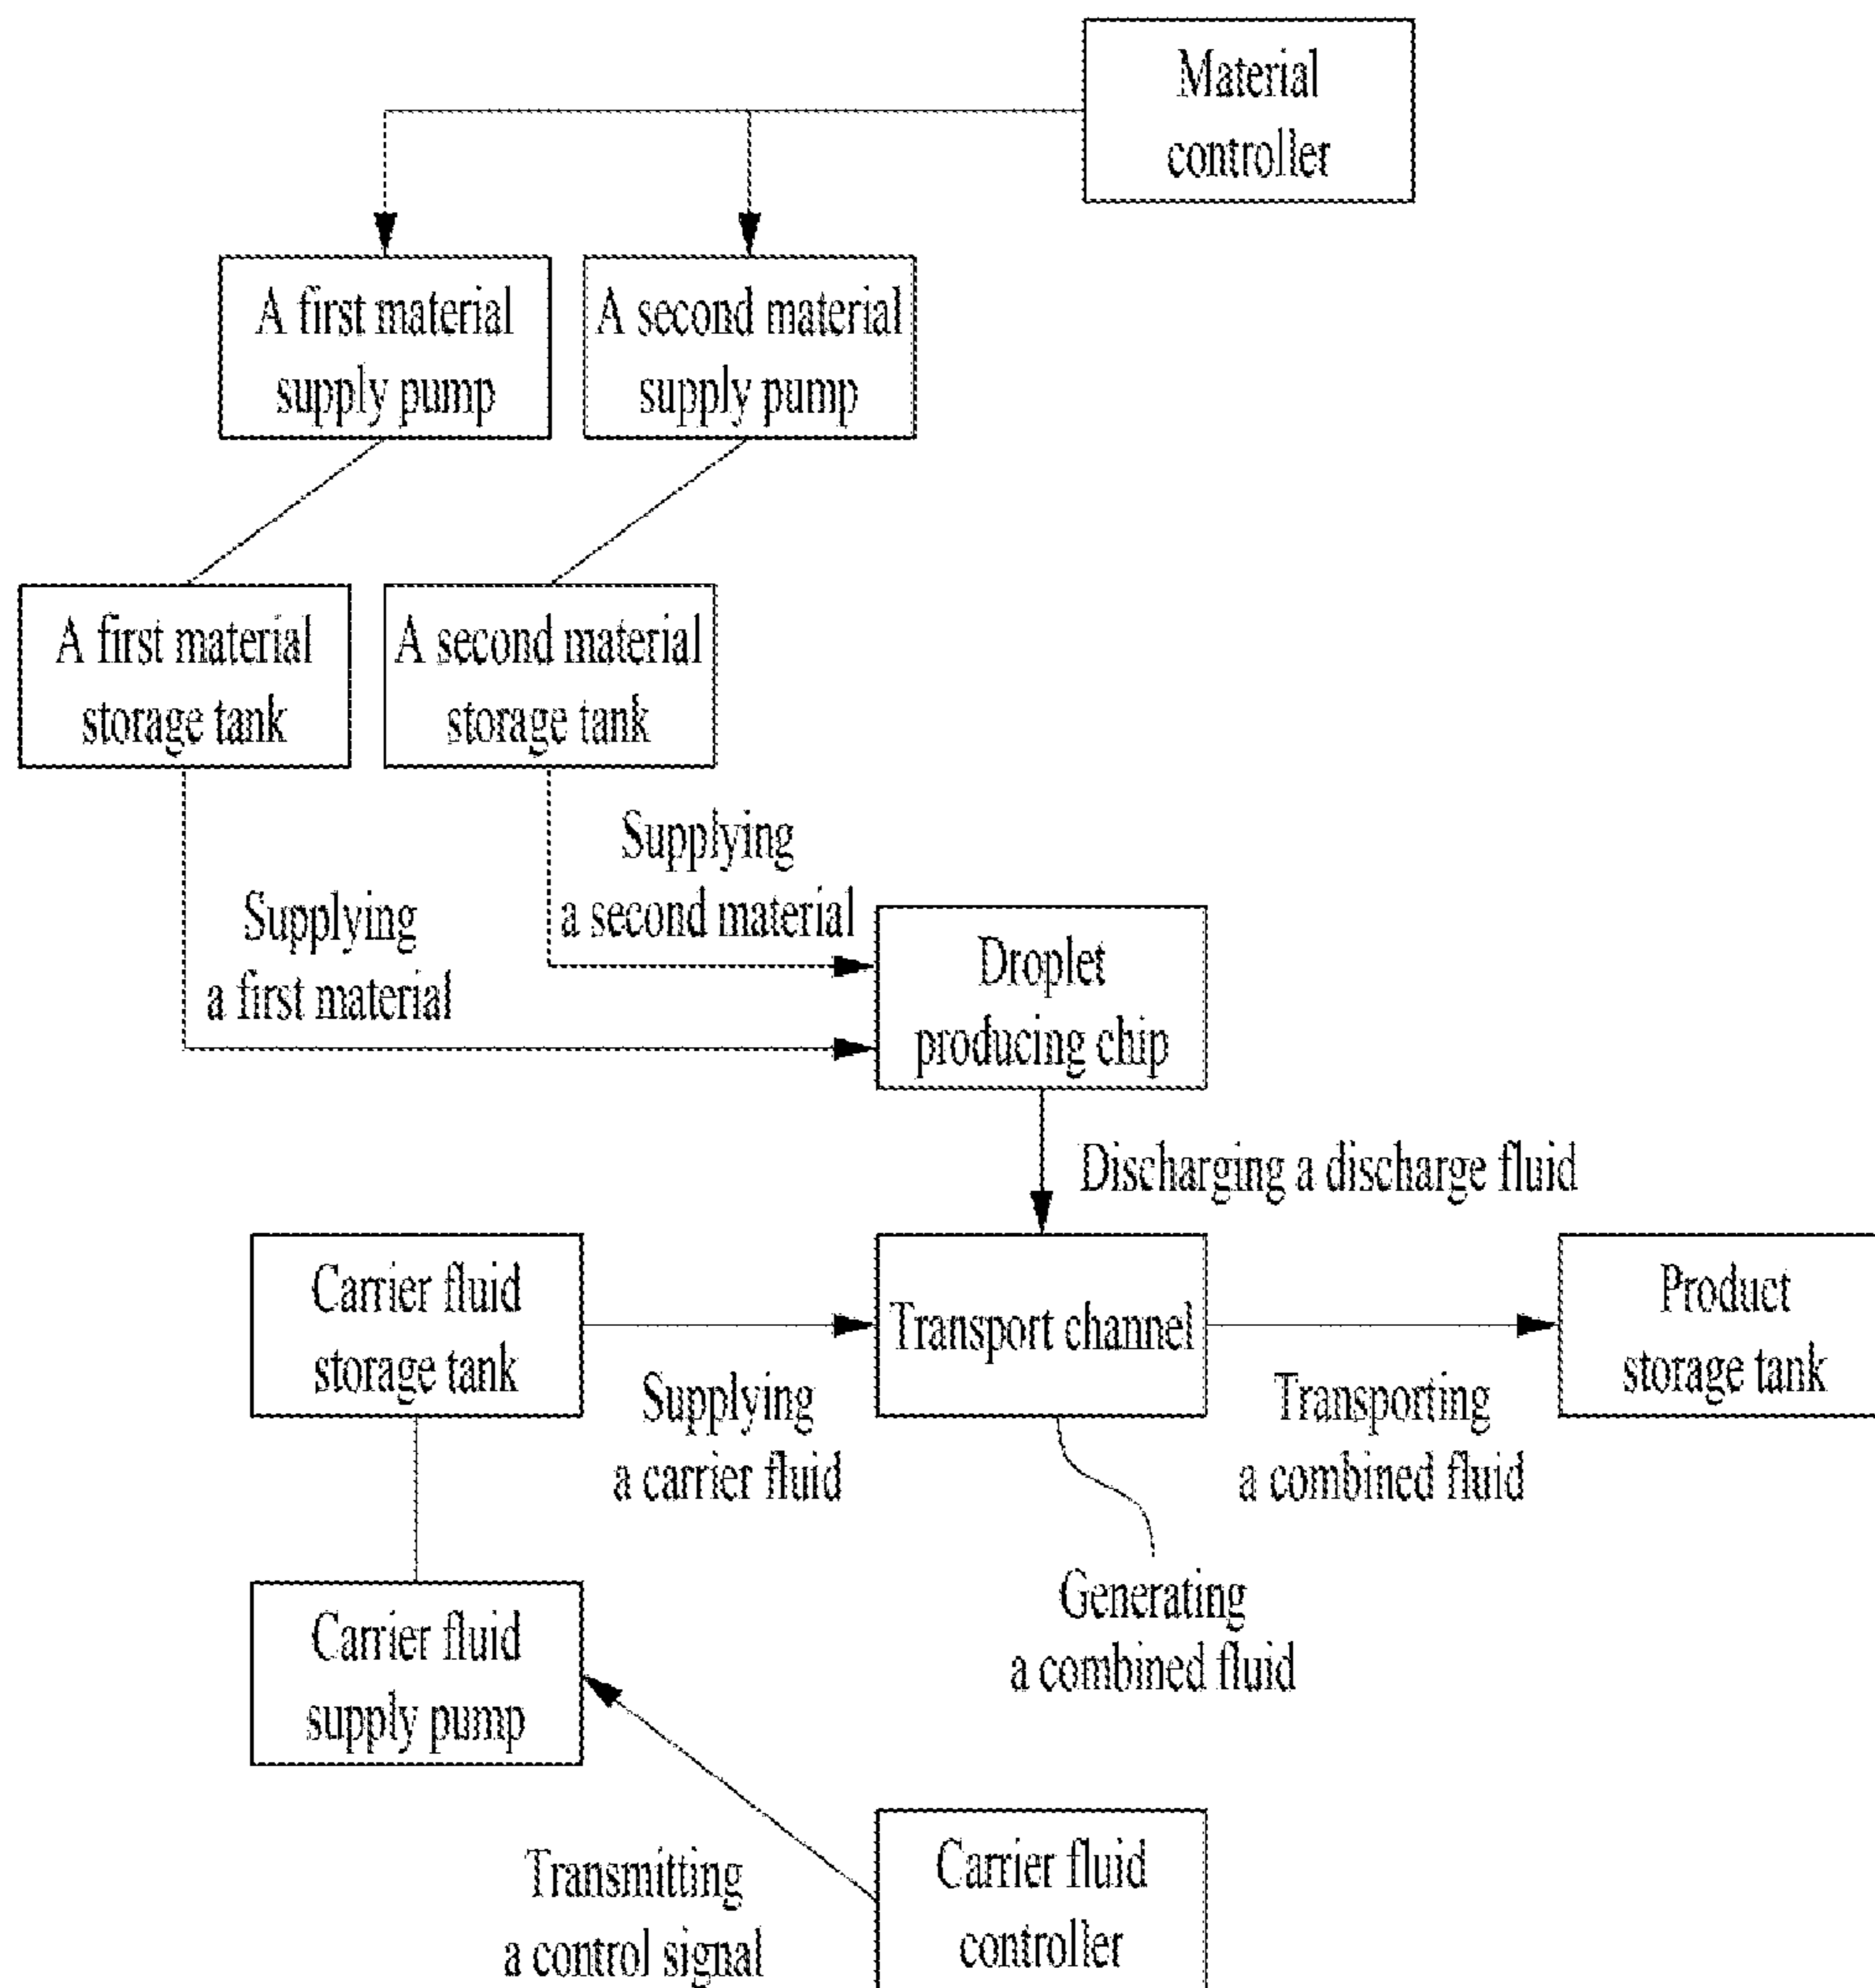 Material
controller
A first material
supply pump
A second material
supply pump
A first material
storage tank
A second material
storage tank
Supplying
a second material
Supplying
a first material
Droplet
producing chip
Discharging a discharge fluid
Carrier fluid
storage tank
Transport channel
Product
storage tank
Supplying
a carrier fluid
Transporting
a combined fluid
Generating
a combined fluid
Carrier fluid
supply pump
Transmitting
a control signal
Carrier fluid
controller